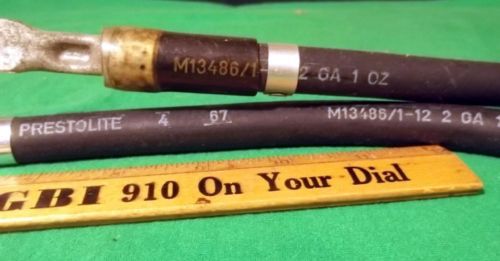 M13486/1- 2 GA 1 OZ
PRESTOLITE 4 67 M13486/1-12 2 GA 1
GBI 910 On Your Dial